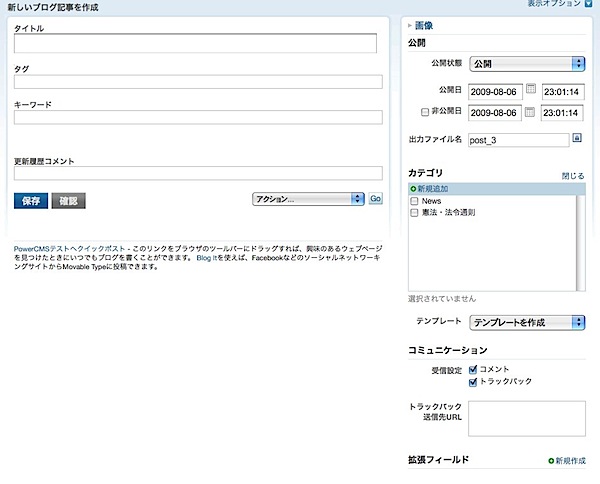 新しいブログ記事を作成
表示オプション
タイトル
タグ
キーワード
更新履歴コメント
保存 確認 アクション... Go
PowerCMSテストへクイックポスト - このリンクをブラウザのツールバーにドラッグすれば、興味のあるウェブページ
を見つけたときにいつでもブログを書くことができます。 Blog Itを使えば、Facebookなどのソーシャルネットワーキ
ングサイトからMovable Typeに投稿できます。
画像
公開
公開状態 公開
公開日 2009-08-06 23:01:14
非公開日 2009-08-06 23:01:14
出力ファイル名 post_3
カテゴリ 閉じる
新規追加
News
憲法・法令通則
選択されていません
テンプレート テンプレートを作成
コミュニケーション
受信設定 コメント
トラックバック
トラックバック
送信先URL
拡張フィールド 新規作成